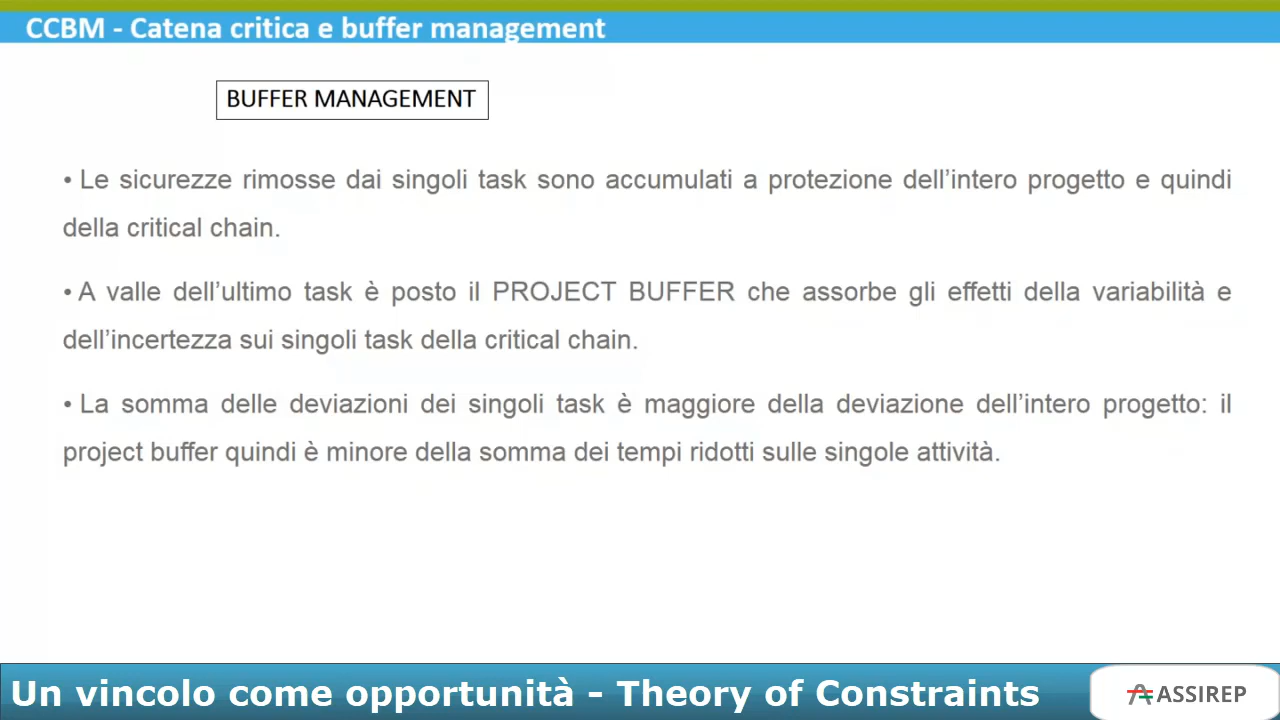 CCBM - Catena critica e buffer management
BUFFER MANAGEMENT
• Le sicurezze rimosse dai singoli task sono accumulati a protezione dell’intero progetto e quindi
della critical chain.
• A valle dell’ultimo task è posto il PROJECT BUFFER che assorbe gli effetti della variabilità e
dell’incertezza sui singoli task della critical chain.
• La somma delle deviazioni dei singoli task è maggiore della deviazione dell’intero progetto: il
project buffer quindi è minore della somma dei tempi ridotti sulle singole attività.
Un vincolo come opportunità - Theory of Constraints
ASSIREP